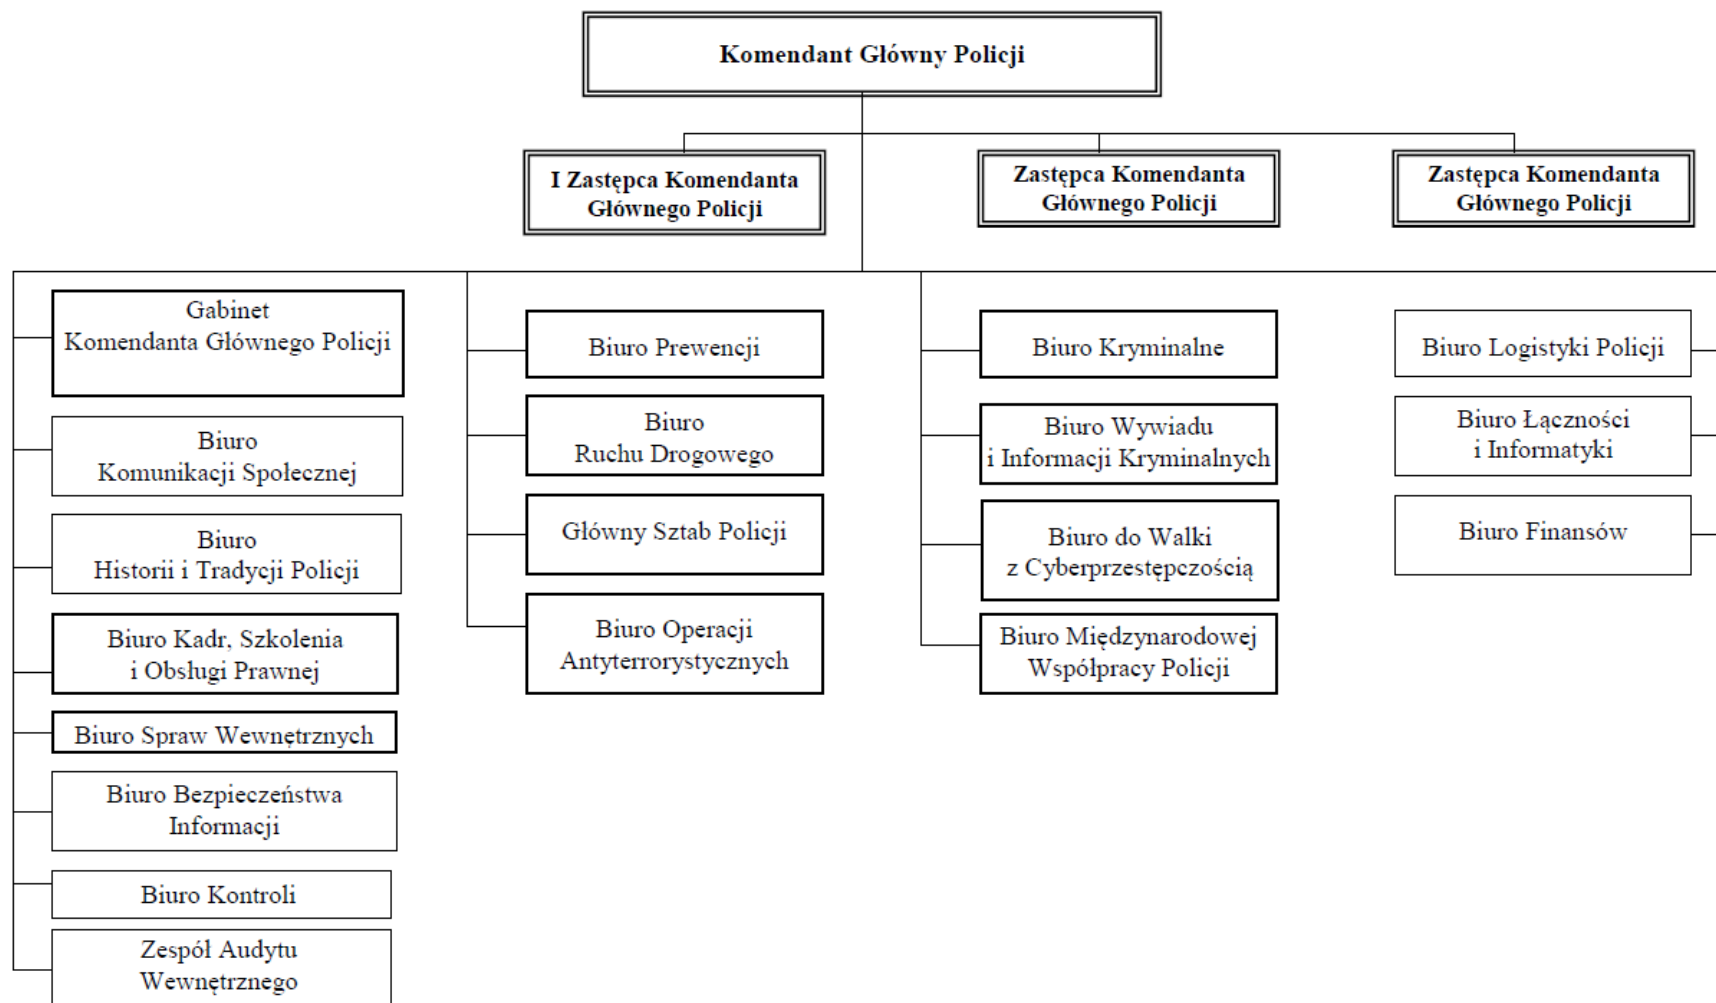 Komendant Główny Policji
I Zastępca Komendanta
Głównego Policji
Zastępca Komendanta
Głównego Policji
Zastępca Komendanta
Głównego Policji
Gabinet
Komendanta Głównego Policji
Biuro
Komunikacji Społecznej
Biuro
Historii i Tradycji Policji
Biuro Kadr, Szkolenia
i Obsługi Prawnej
Biuro Spraw Wewnętrznych
Biuro Bezpieczeństwa
Informacji
Biuro Kontroli
Zespół Audytu
Wewnętrznego
Biuro Prewencji
Biuro
Ruchu Drogowego
Główny Sztab Policji
Biuro Operacji
Antyterrorystycznych
Biuro Kryminalne
Biuro Wywiadu
i Informacji Kryminalnych
Biuro do Walki
z Cyberprzestępczością
Biuro Międzynarodowej
Współpracy Policji
Biuro Logistyki Policji
Biuro Łączności
i Informatyki
Biuro Finansów